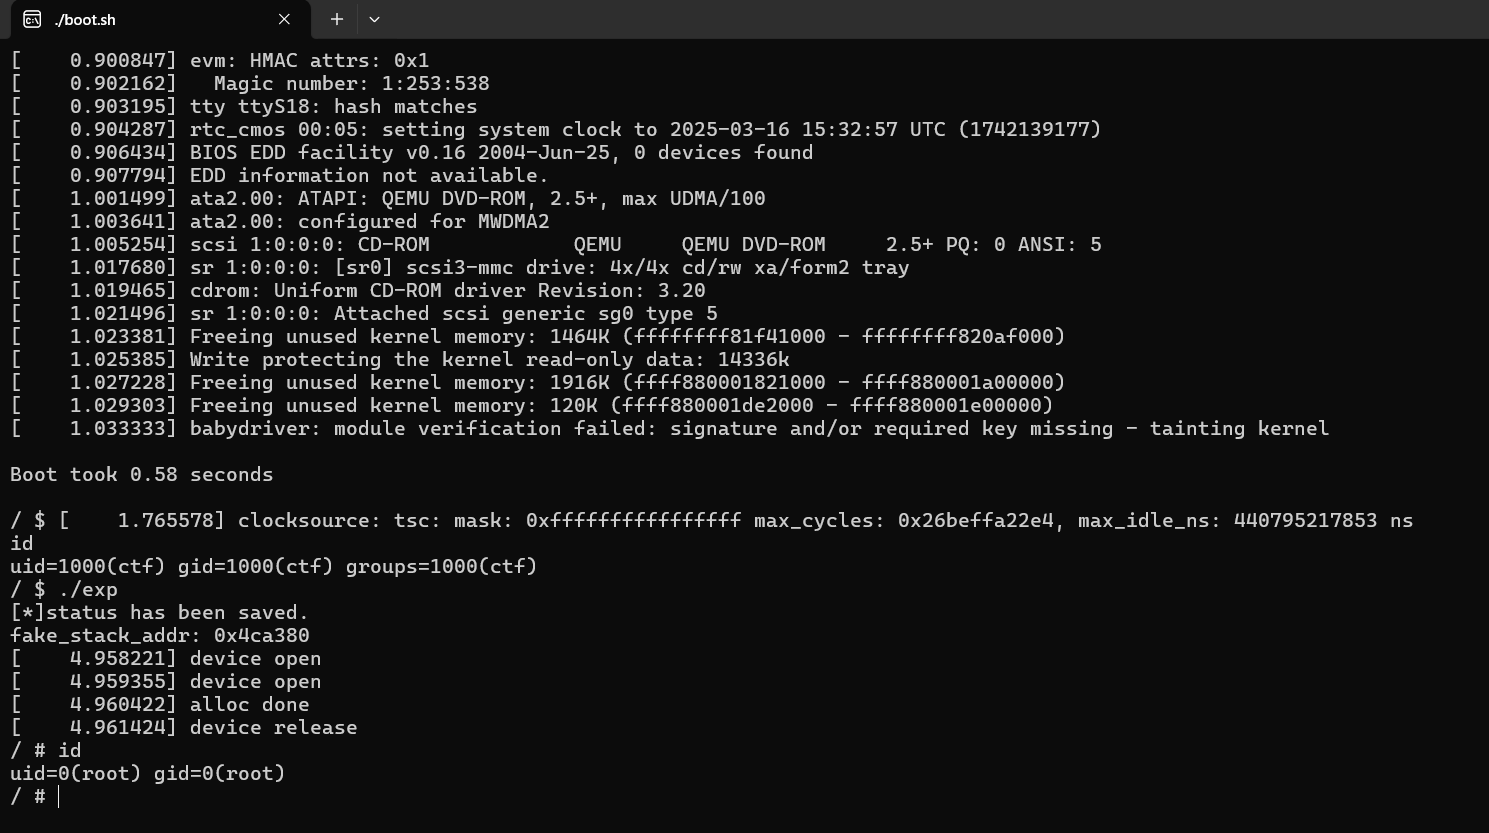 ./boot.sh
[    0.900847] evm: HMAC attrs: 0x1
[    0.902162]   Magic number: 1:253:538
[    0.903195] tty ttyS18: hash matches
[    0.904287] rtc_cmos 00:05: setting system clock to 2025-03-16 15:32:57 UTC (1742139177)
[    0.906434] BIOS EDD facility v0.16 2004-Jun-25, 0 devices found
[    0.907794] EDD information not available.
[    1.001499] ata2.00: ATAPI: QEMU DVD-ROM, 2.5+, max UDMA/100
[    1.003641] ata2.00: configured for MWDMA2
[    1.005254] scsi 1:0:0:0: CD-ROM            QEMU     QEMU DVD-ROM     2.5+ PQ: 0 ANSI: 5
[    1.017680] sr 1:0:0:0: [sr0] scsi3-mmc drive: 4x/4x cd/rw xa/form2 tray
[    1.019465] cdrom: Uniform CD-ROM driver Revision: 3.20
[    1.021496] sr 1:0:0:0: Attached scsi generic sg0 type 5
[    1.023381] Freeing unused kernel memory: 1464K (ffffffff81f41000 - ffffffff820af000)
[    1.025385] Write protecting the kernel read-only data: 14336k
[    1.027228] Freeing unused kernel memory: 1916K (ffff880001821000 - ffff880001a00000)
[    1.029303] Freeing unused kernel memory: 120K (ffff880001de2000 - ffff880001e00000)
[    1.033333] babydriver: module verification failed: signature and/or required key missing - tainting kernel
Boot took 0.58 seconds
/ $ [    1.765578] clocksource: tsc: mask: 0xffffffffffffffff max_cycles: 0x26beffa22e4, max_idle_ns: 440795217853 ns
id
uid=1000(ctf) gid=1000(ctf) groups=1000(ctf)
/ $ ./exp
[*]status has been saved.
fake_stack_addr: 0x4ca380
[    4.958221] device open
[    4.959355] device open
[    4.960422] alloc done
[    4.961424] device release
/ # id
uid=0(root) gid=0(root)
/ #